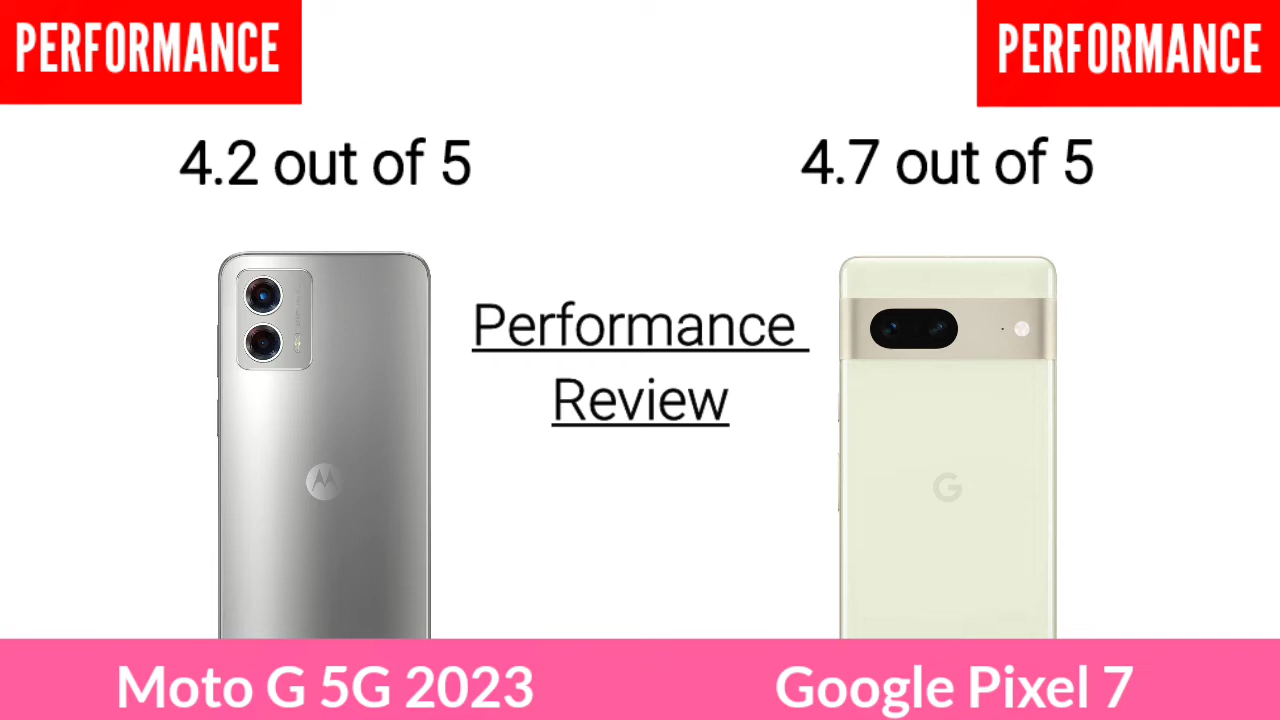 PERFORMANCE
PERFORMANCE
4.2 out of 5
4.7 out of 5
Performance
Review
G
Moto G 5G 2023
Google Pixel 7